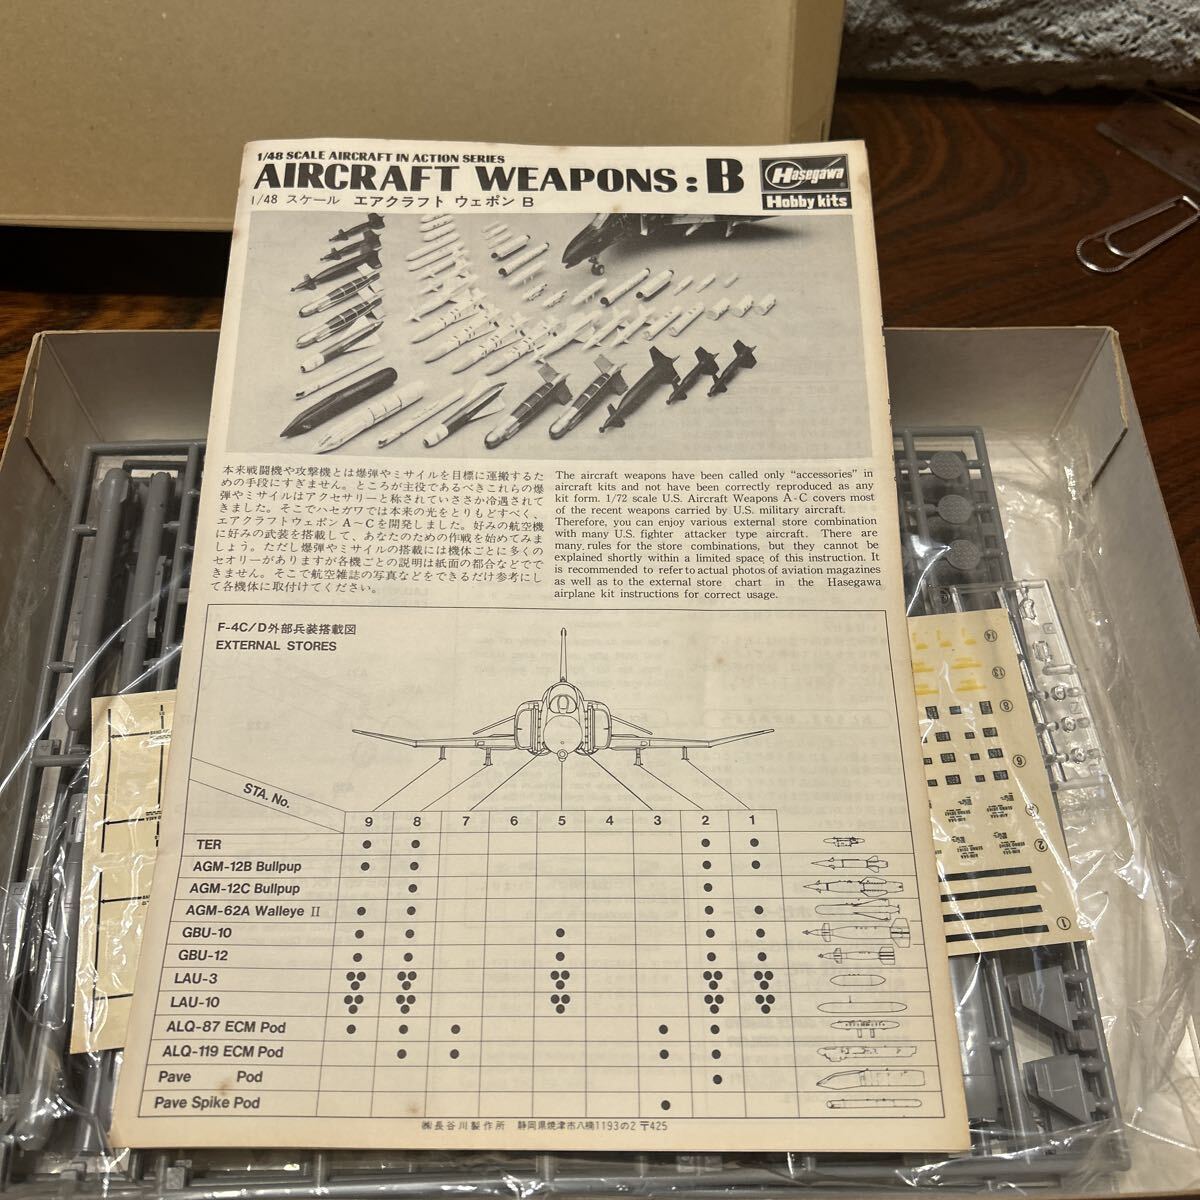 1/48 SCALE AIRCRAFT IN ACTION SERIES
AIRCRAFT WEAPONS : B
1/48 スケール エアクラフト ウェポン B
Hasegawa
Hobby kits
本来戦闘機や攻撃機とは爆弾やミサイルを目標に運搬するた
めの手段にすぎません。ところが主役であるべきこれらの爆
弾やミサイルはアクセサリーと称されていささか冷遇されて
きました。そこでハセガワでは本来の光をとりもどすべく、
エアクラフトウェポン A〜Cを開発しました。好みの航空機
に好みの武装を搭載して、あなたのための作戦を始めてみま
しょう。ただし爆弾やミサイルの搭載には機体ごとに多くの
セオリーがありますが各機ごとの説明は紙面の都合などでで
きません。そこで航空雑誌の写真などをできるだけ参考にし
て各機体に取付けてください。
The aircraft weapons have been called only "accessories" in
aircraft kits and not have been correctly reproduced as any
kit form. 1/72 scale U.S. Aircraft Weapons A-C covers most
of the recent weapons carried by U.S. military aircraft.
Therefore, you can enjoy various external store combination
with many U.S. fighter attacker type aircraft. There are
many rules for the store combinations, but they cannot be
explained shortly within a limited space of this instruction. It
is recommended to refer to actual photos of aviation magazines
as well as to the external store chart in the Hasegawa
airplane kit instructions for correct usage.
F-4C/D外部兵装搭載図
EXTERNAL STORES
STA. No.
9 8 7 6 5 4 3 2 1
TER
AGM-12B Bullpup
AGM-12C Bullpup
AGM-62A Walleye II
GBU-10
GBU-12
LAU-3
LAU-10
ALQ-87 ECM Pod
ALQ-119 ECM Pod
Pave Pod
Pave Spike Pod
㈱長谷川製作所 静岡県焼津市八楠1193の2 〒425
14
13
8
6
2
1